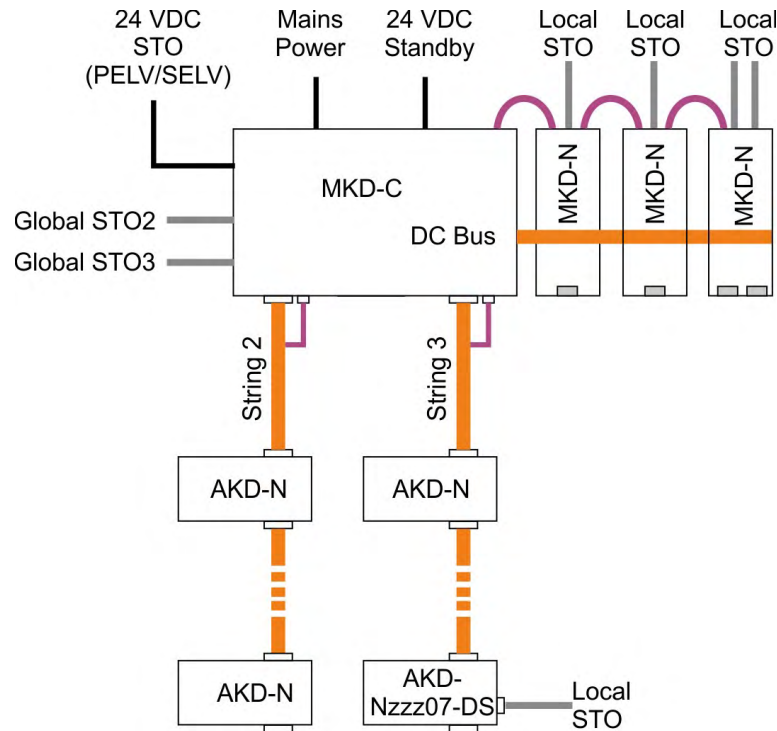 24 VDC
STO
(PELV/SELV)
Mains
Power
24 VDC
Standby
Local
STO
Local
STO
Local
STO
MKD-C
MKD-N
MKD-N
MKD-N
Global STO2
DC Bus
Global STO3
String 2
String 3
AKD-N
AKD-N
AKD-N
AKD-
Nzzz07-DS
Local
STO